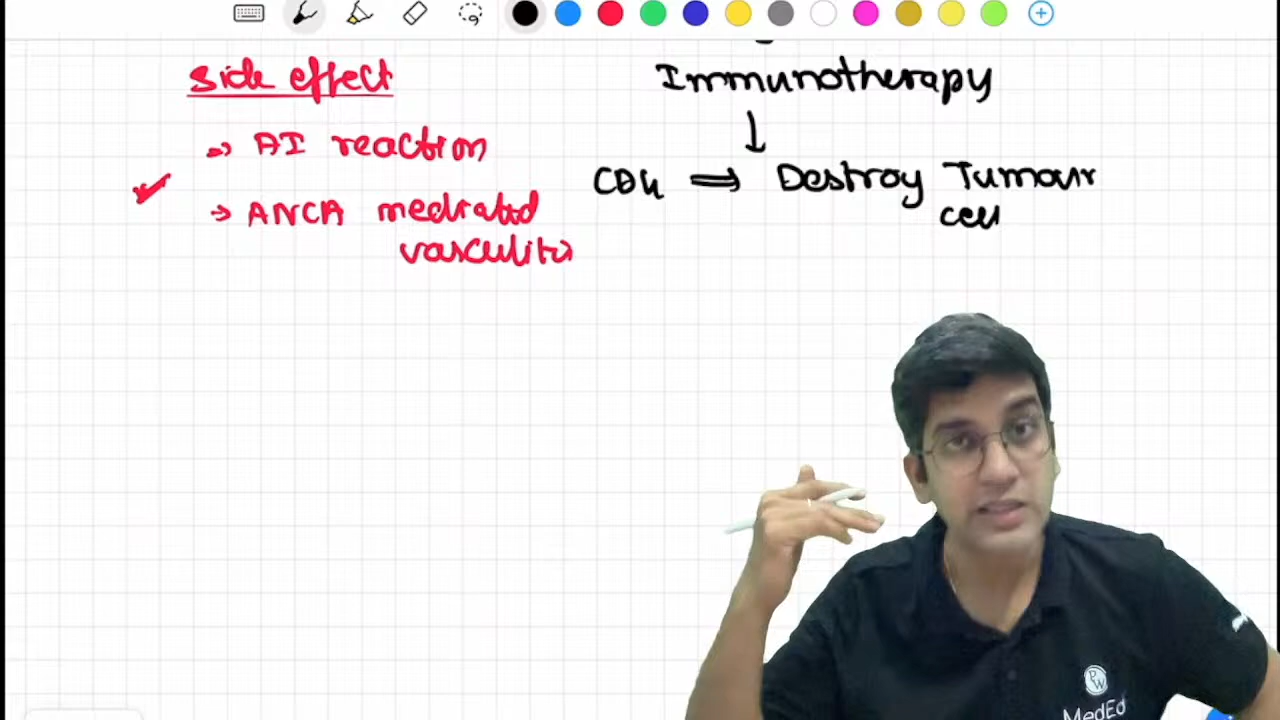 Side effect
→ AI reaction
→ ANCA mediated
vasculitis
Immunotherapy
↓
CD4 ⇒ Destroy Tumour
cell
PW
MedEd